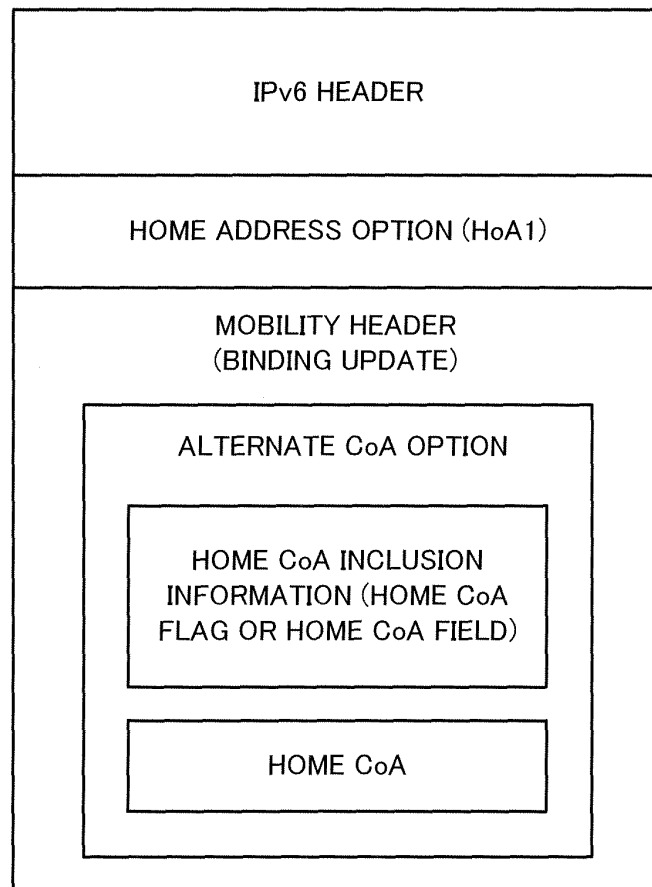 IPv6 HEADER
HOME ADDRESS OPTION (HoA1)
MOBILITY HEADER
(BINDING UPDATE)
ALTERNATE CoA OPTION
HOME CoA INCLUSION
INFORMATION (HOME CoA
FLAG OR HOME CoA FIELD)
HOME CoA